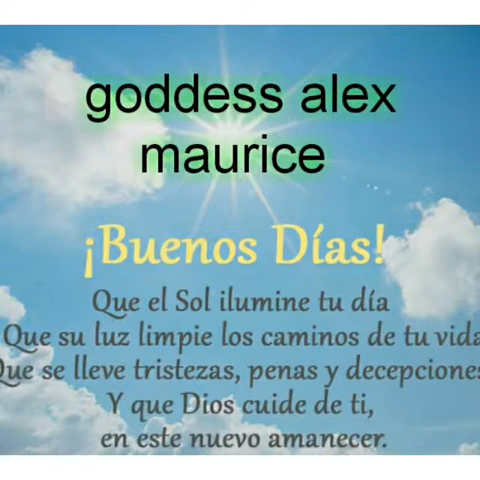 goddess alex
maurice
¡Buenos Días!
Que el Sol ilumine tu día
Que su luz limpie los caminos de tu vida
Que se lleve tristezas, penas y decepciones
Y que Dios cuide de ti,
en este nuevo amanecer.